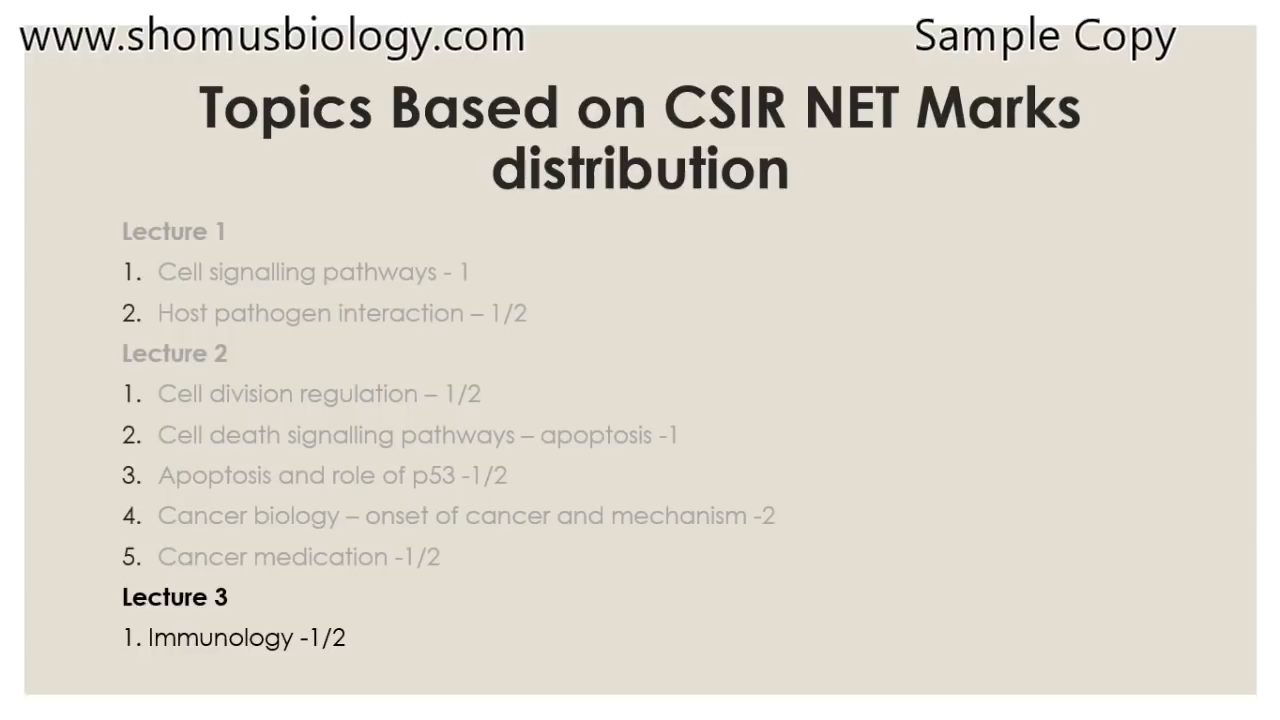 www.shomusbiology.com Sample Copy
Topics Based on CSIR NET Marks
distribution
Lecture 1
1. Cell signalling pathways - 1
2. Host pathogen interaction – 1/2
Lecture 2
1. Cell division regulation – 1/2
2. Cell death signalling pathways – apoptosis -1
3. Apoptosis and role of p53 -1/2
4. Cancer biology – onset of cancer and mechanism -2
5. Cancer medication -1/2
Lecture 3
1. Immunology -1/2